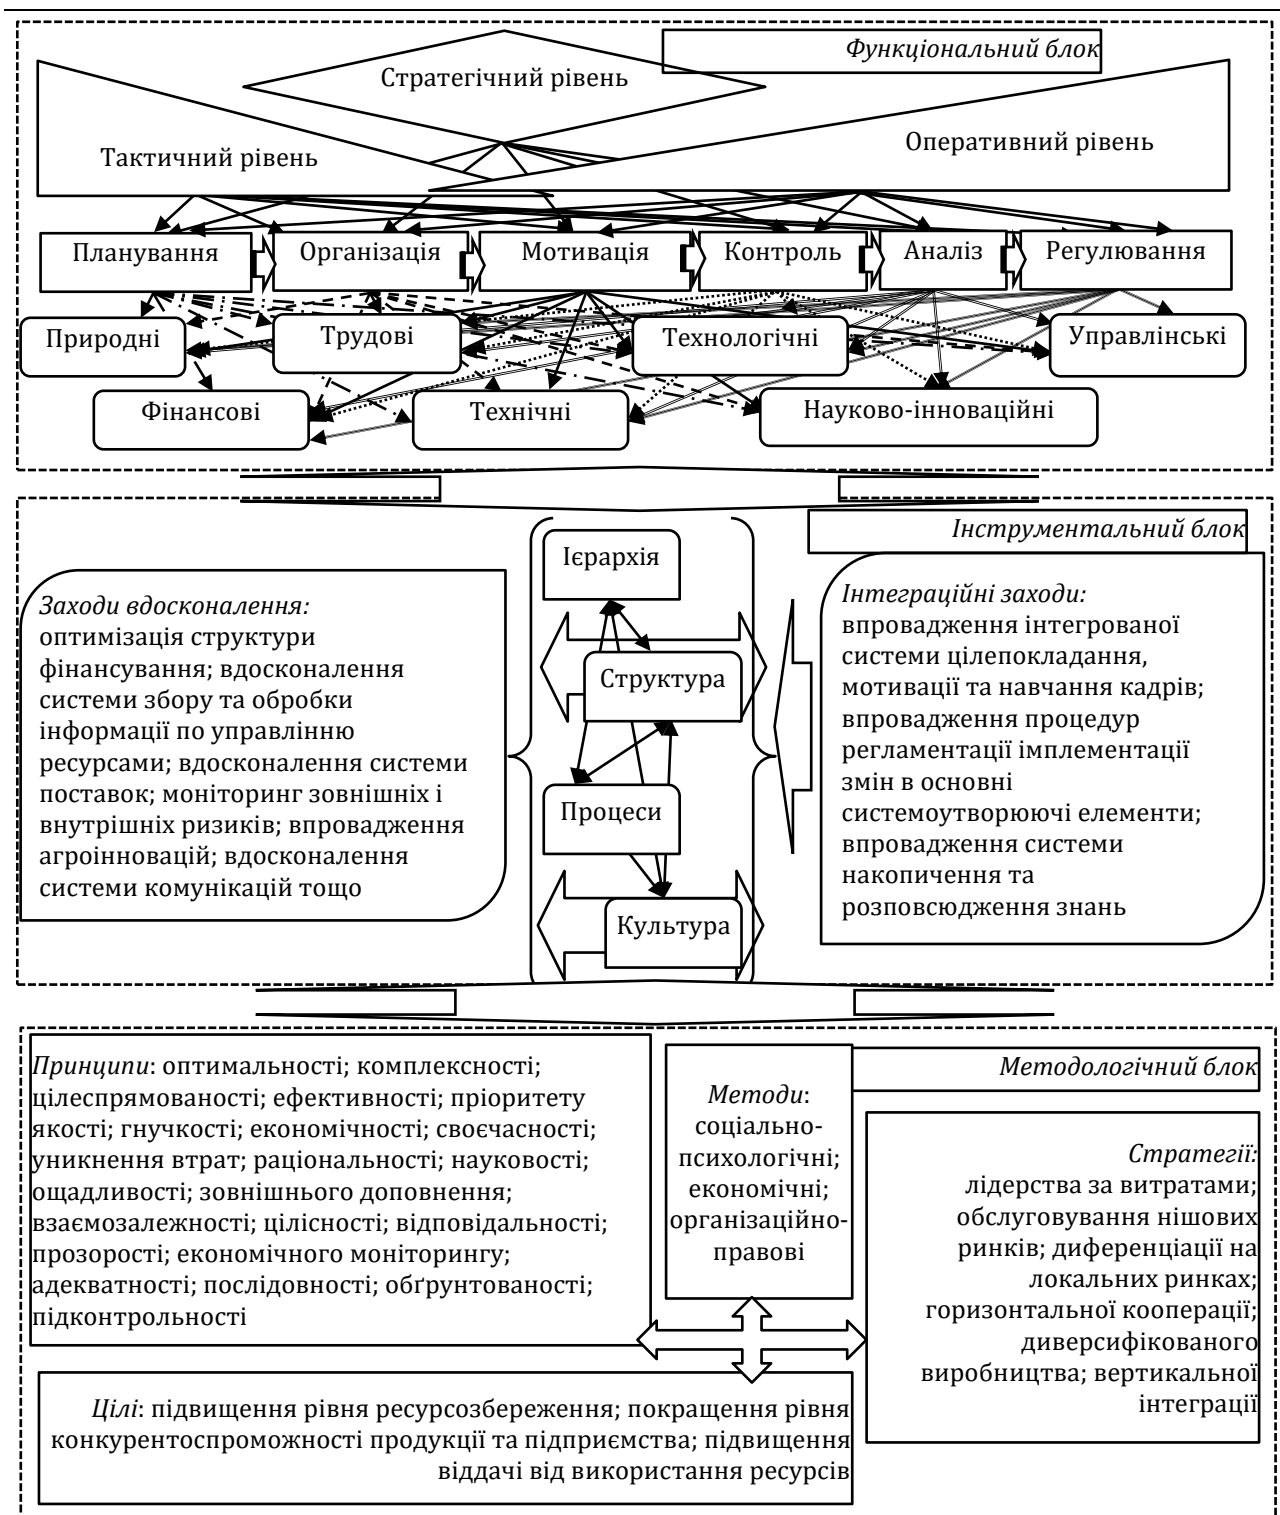 Функціональний блок
Стратегічний рівень
Тактичний рівень
Оперативний рівень
Планування
Організація
Мотивація
Контроль
Аналіз
Регулювання
Природні
Трудові
Технологічні
Управлінські
Фінансові
Технічні
Науково-інноваційні
Інструментальний блок
Заходи вдосконалення:
оптимізація структури
фінансування; вдосконалення
системи збору та обробки
інформації по управлінню
ресурсами; вдосконалення системи
поставок; моніторинг зовнішніх і
внутрішніх ризиків; впровадження
агроінновацій; вдосконалення
системи комунікацій тощо
Ієрархія
Структура
Процеси
Культура
Інтеграційні заходи:
впровадження інтегрованої
системи цілепокладання,
мотивації та навчання кадрів;
впровадження процедур
регламентації імплементації
змін в основні
системоутворюючі елементи;
впровадження системи
накопичення та
розповсюдження знань
Методологічний блок
Принципи: оптимальності; комплексності;
цілеспрямованості; ефективності; пріоритету
якості; гнучкості; економічності; своєчасності;
уникнення втрат; раціональності; науковості;
ощадливості; зовнішнього доповнення;
взаємозалежності; цілісності; відповідальності;
прозорості; економічного моніторингу;
адекватності; послідовності; обґрунтованості;
підконтрольності
Методи:
соціально-
психологічні;
економічні;
організаційно-
правові
Стратегії:
лідерства за витратами;
обслуговування нішових
ринків; диференціації на
локальних ринках;
горизонтальної кооперації;
диверсифікованого
виробництва; вертикальної
інтеграції
Цілі: підвищення рівня ресурсозбереження; покращення рівня
конкурентоспроможності продукції та підприємства; підвищення
віддачі від використання ресурсів